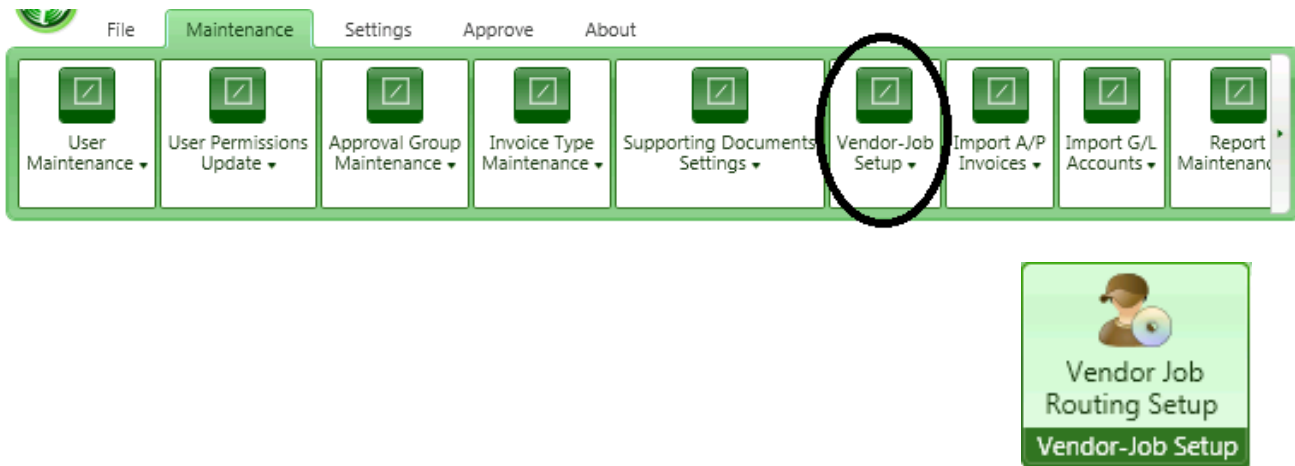 File Maintenance Settings Approve About
User Maintenance
User Permissions Update
Approval Group Maintenance
Invoice Type Maintenance
Supporting Documents Settings
Vendor-Job Setup
Import A/P Invoices
Import G/L Accounts
Report Maintenanc
Vendor Job
Routing Setup
Vendor-Job Setup